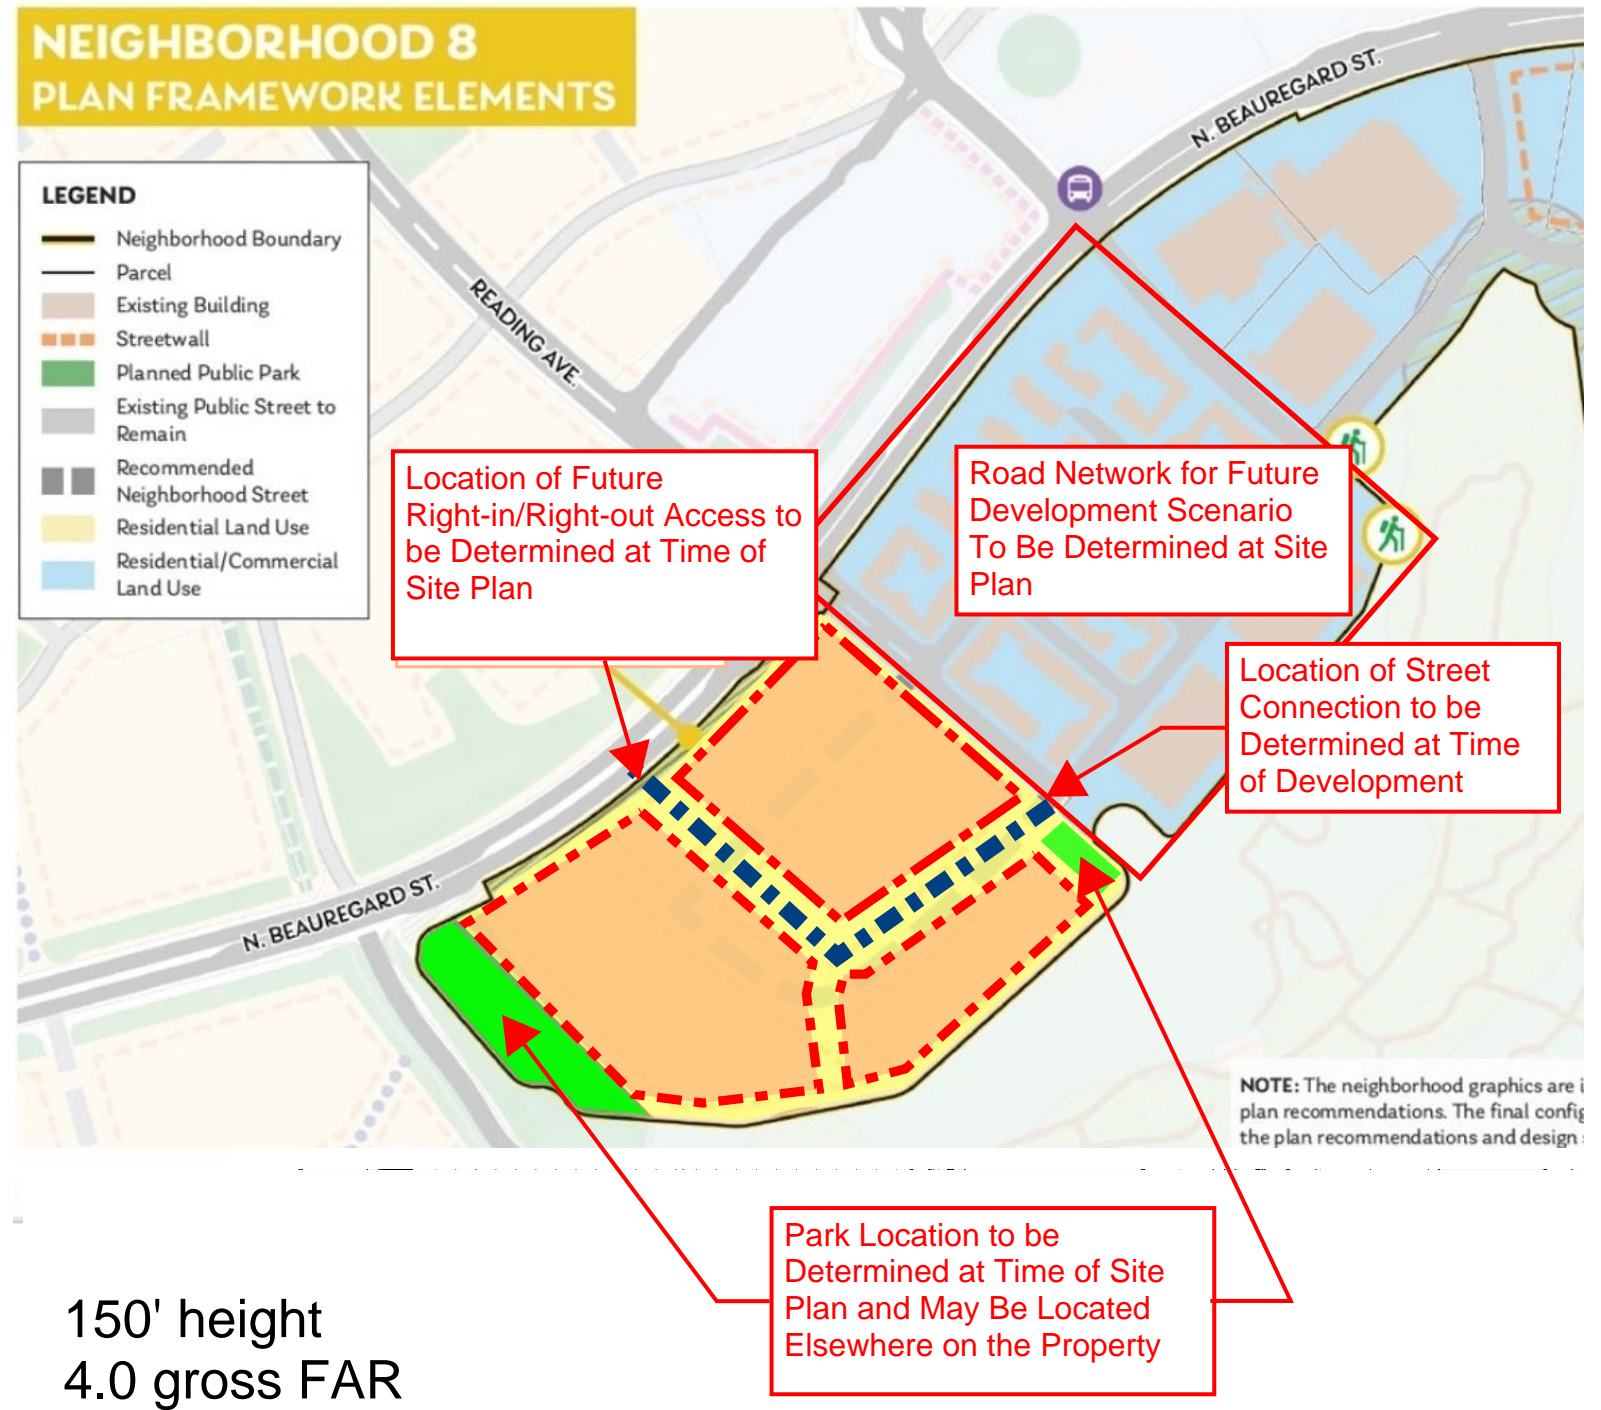 NEIGHBORHOOD 8
PLAN FRAMEWORK ELEMENTS
LEGEND
Neighborhood Boundary
Parcel
Existing Building
Streetwall
Planned Public Park
Existing Public Street to
Remain
Recommended
Neighborhood Street
Residential Land Use
Residential/Commercial
Land Use
N. BEAUREGARD ST.
READING AVE.
Location of Future
Right-in/Right-out Access to
be Determined at Time of
Site Plan
Road Network for Future
Development Scenario
To Be Determined at Site
Plan
Location of Street
Connection to be
Determined at Time
of Development
N. BEAUREGARD ST.
NOTE: The neighborhood graphics are
plan recommendations. The final
the plan recommendations and design
Park Location to be
Determined at Time of Site
Plan and May Be Located
Elsewhere on the Property
150' height
4.0 gross FAR